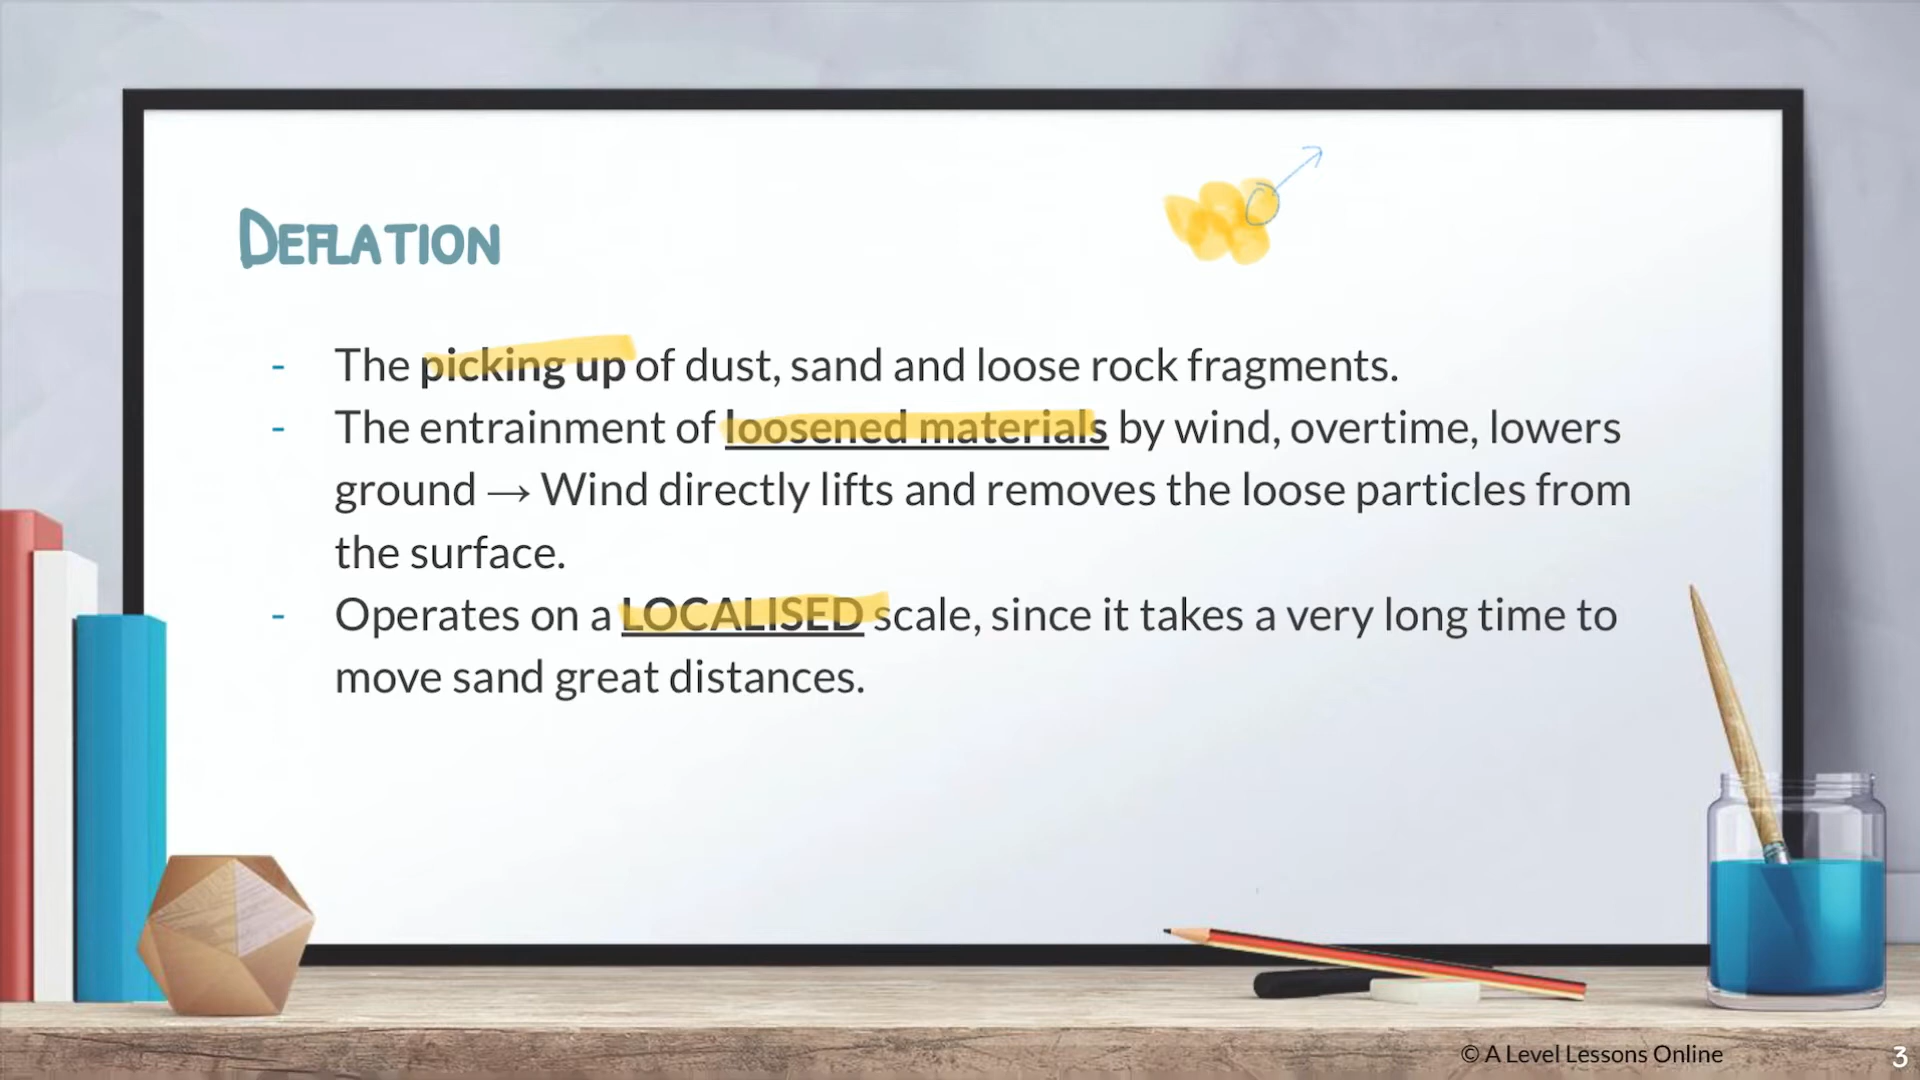 DEFLATION
- The picking up of dust, sand and loose rock fragments.
- The entrainment of loosened materials by wind, overtime, lowers
ground → Wind directly lifts and removes the loose particles from
the surface.
- Operates on a LOCALISED scale, since it takes a very long time to
move sand great distances.
© A Level Lessons Online
3